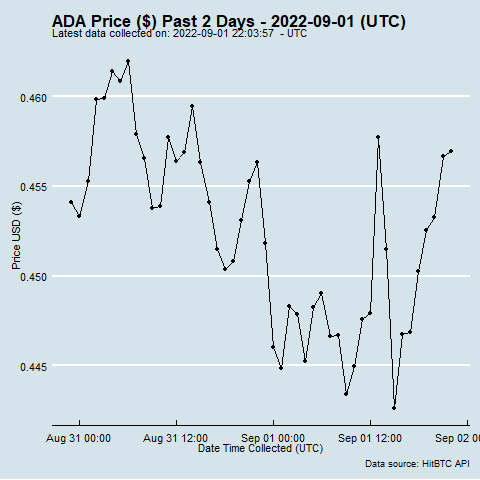 ADA Price ($) Past 2 Days - 2022-09-01 (UTC)
Latest data collected on: 2022-09-01 22:03:57 - UTC
0.460
0.455
0.450
0.445
Price USD ($)
Aug 31 00:00 Aug 31 12:00 Sep 01 00:00 Sep 01 12:00 Sep 02 0
Date Time Collected (UTC)
Data source: HitBTC API